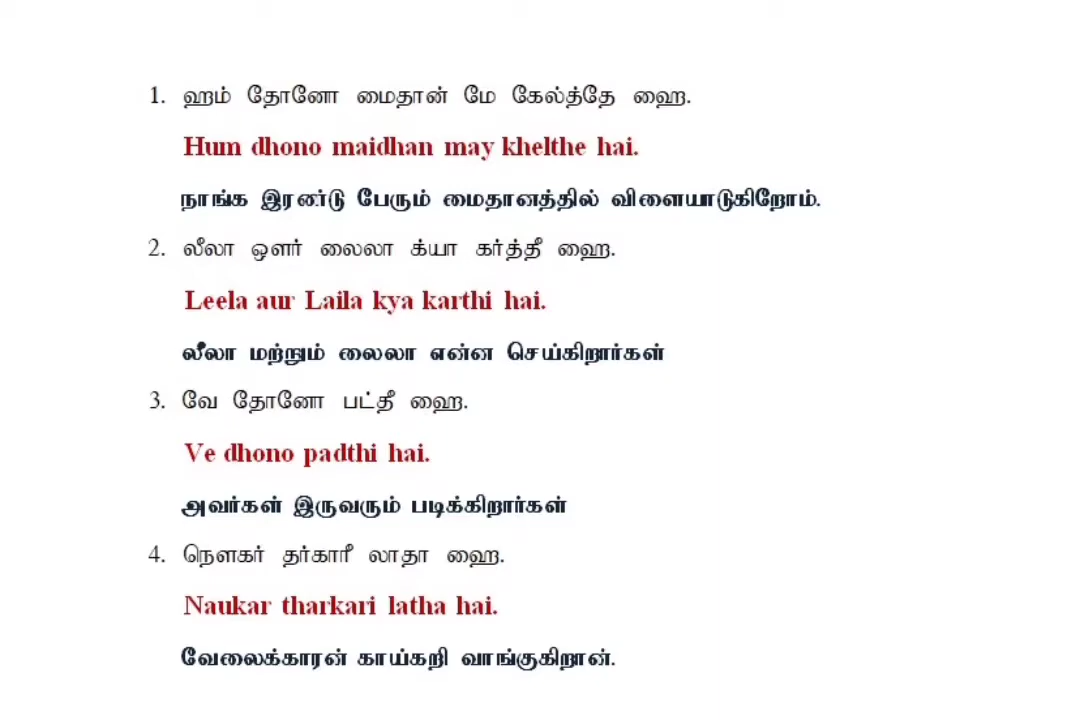 1. ஹம் தோனோ மைதான் மே கேல்த்தே ஹை.
Hum dhono maidhan may khelthe hai.
நாங்க இரண்டு பேரும் மைதானத்தில் விளையாடுகிறோம்.
2. லீலா ஔர் லைலா க்யா கர்த்தீ ஹை.
Leela aur Laila kya karthi hai.
லீலா மற்றும் லைலா என்ன செய்கிறார்கள்
3. வே தோனோ பட்தீ ஹை.
Ve dhono padthi hai.
அவர்கள் இருவரும் படிக்கிறார்கள்
4. நௌகர் தர்காரீ லாதா ஹை.
Naukar tharkari latha hai.
வேலைக்காரன் காய்கறி வாங்குகிறான்.